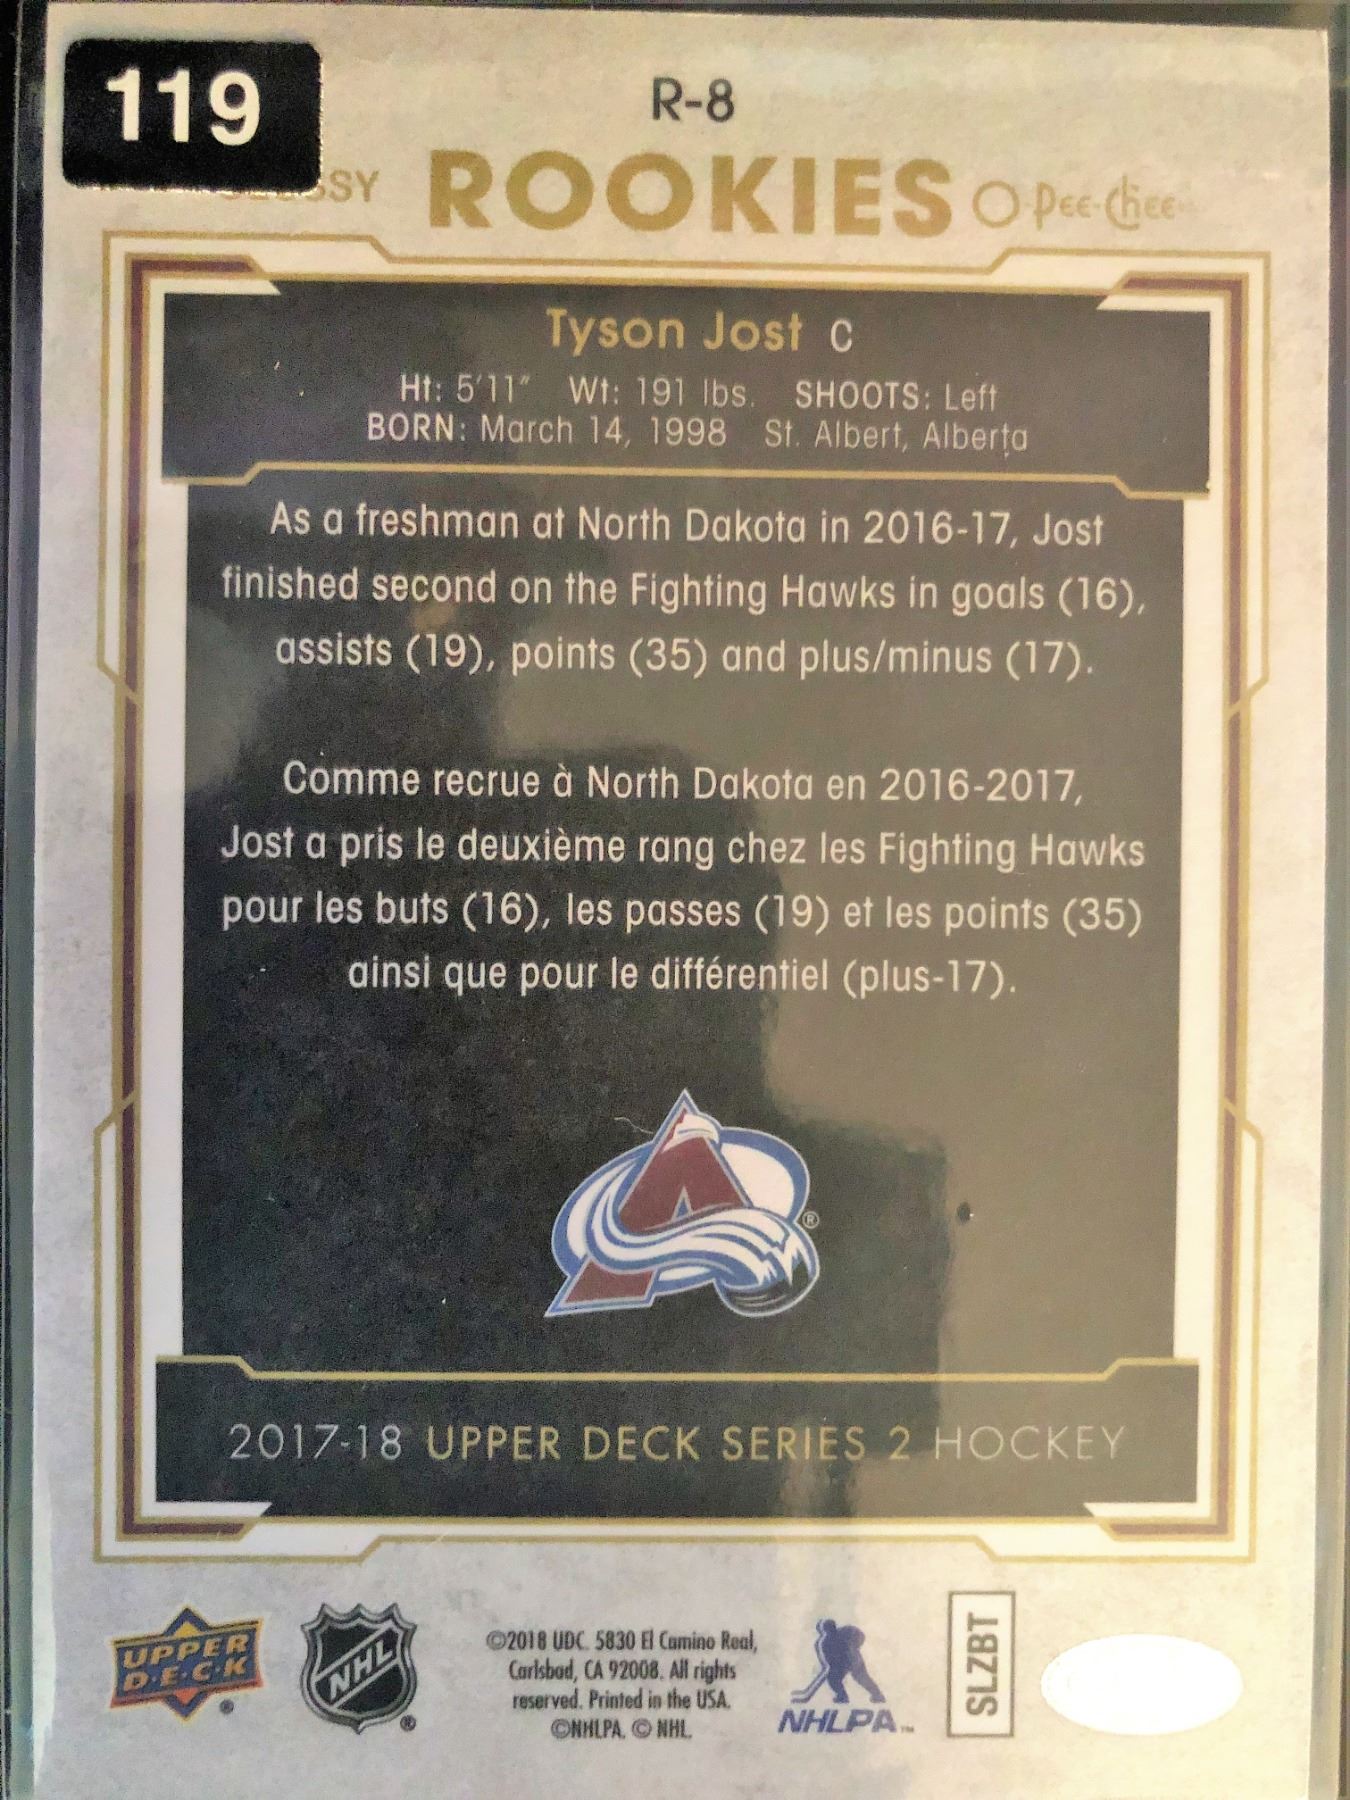 119
R-8
ROOKIES O-Pee-Chee
Tyson Jost C
Ht: 5'11" Wt: 191 lbs. SHOOTS: Left
BORN: March 14, 1998 St. Albert, Alberta
As a freshman at North Dakota in 2016-17, Jost
finished second on the Fighting Hawks in goals (16),
assists (19), points (35) and plus/minus (17).
Comme recrue à North Dakota en 2016-2017,
Jost a pris le deuxième rang chez les Fighting Hawks
pour les buts (16), les passes (19) et les points (35)
ainsi que pour le différentiel (plus-17).
®
2017-18 UPPER DECK SERIES 2 HOCKEY
UPPER
D·E·C·K ®
NHL ®
©2018 UDC. 5830 El Camino Real,
Carlsbad, CA 92008. All rights
reserved. Printed in the USA.
©NHLPA. © NHL.
NHLPA™
SLZBT